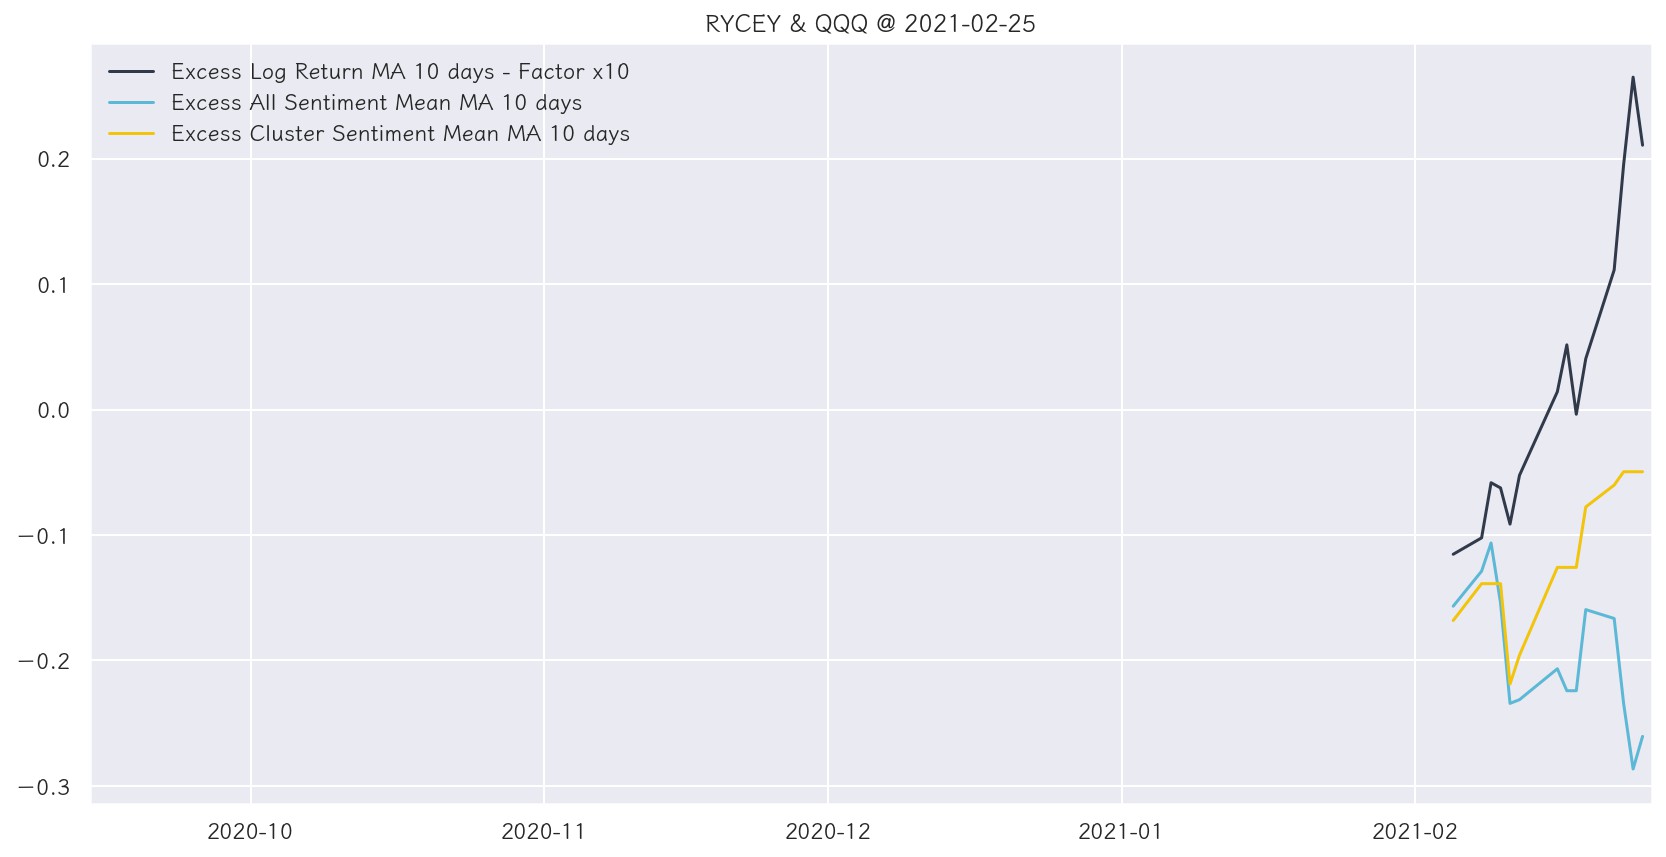 RYCEY & QQQ @ 2021-02-25
Excess Log Return MA 10 days - Factor x10
Excess All Sentiment Mean MA 10 days
Excess Cluster Sentiment Mean MA 10 days
0.2
0.1
0.0
−0.1
−0.2
−0.3
2020-10 2020-11 2020-12 2021-01 2021-02